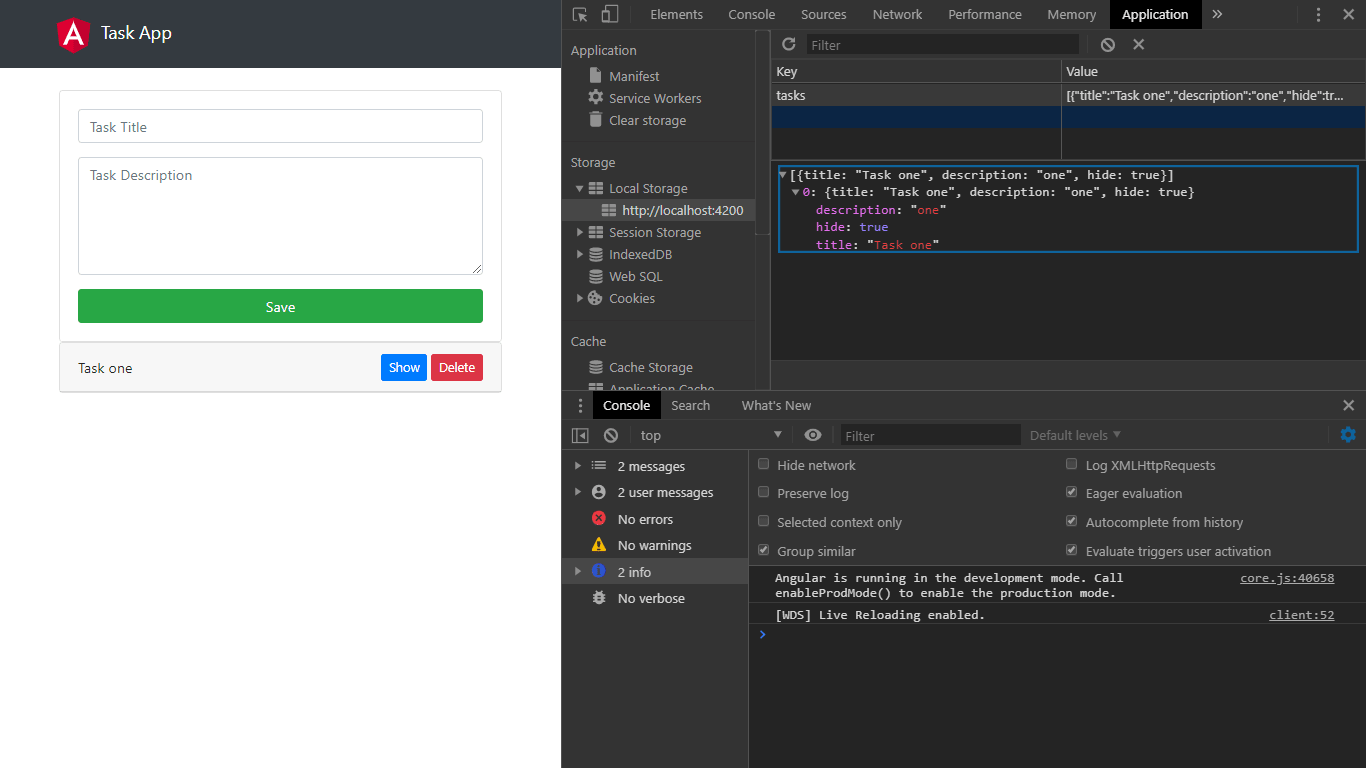 A Task App
Task Title
Task Description
Save
Task one Show Delete
Elements Console Sources Network Performance Memory Application »
Application
Manifest
Service Workers
Clear storage
Storage
Local Storage
http://localhost:4200
Session Storage
IndexedDB
Web SQL
Cookies
Cache
Cache Storage
Application Cache
Filter
Key Value
tasks [{"title":"Task one","description":"one","hide":tr...
[{title: "Task one", description: "one", hide: true}]
0: {title: "Task one", description: "one", hide: true}
description: "one"
hide: true
title: "Task one"
Console Search What's New
top Filter Default levels
2 messages
2 user messages
No errors
No warnings
2 info
No verbose
Hide network Log XMLHttpRequests
Preserve log Eager evaluation
Selected context only Autocomplete from history
Group similar Evaluate triggers user activation
Angular is running in the development mode. Call core.js:40658
enableProdMode() to enable the production mode.
[WDS] Live Reloading enabled. client:52